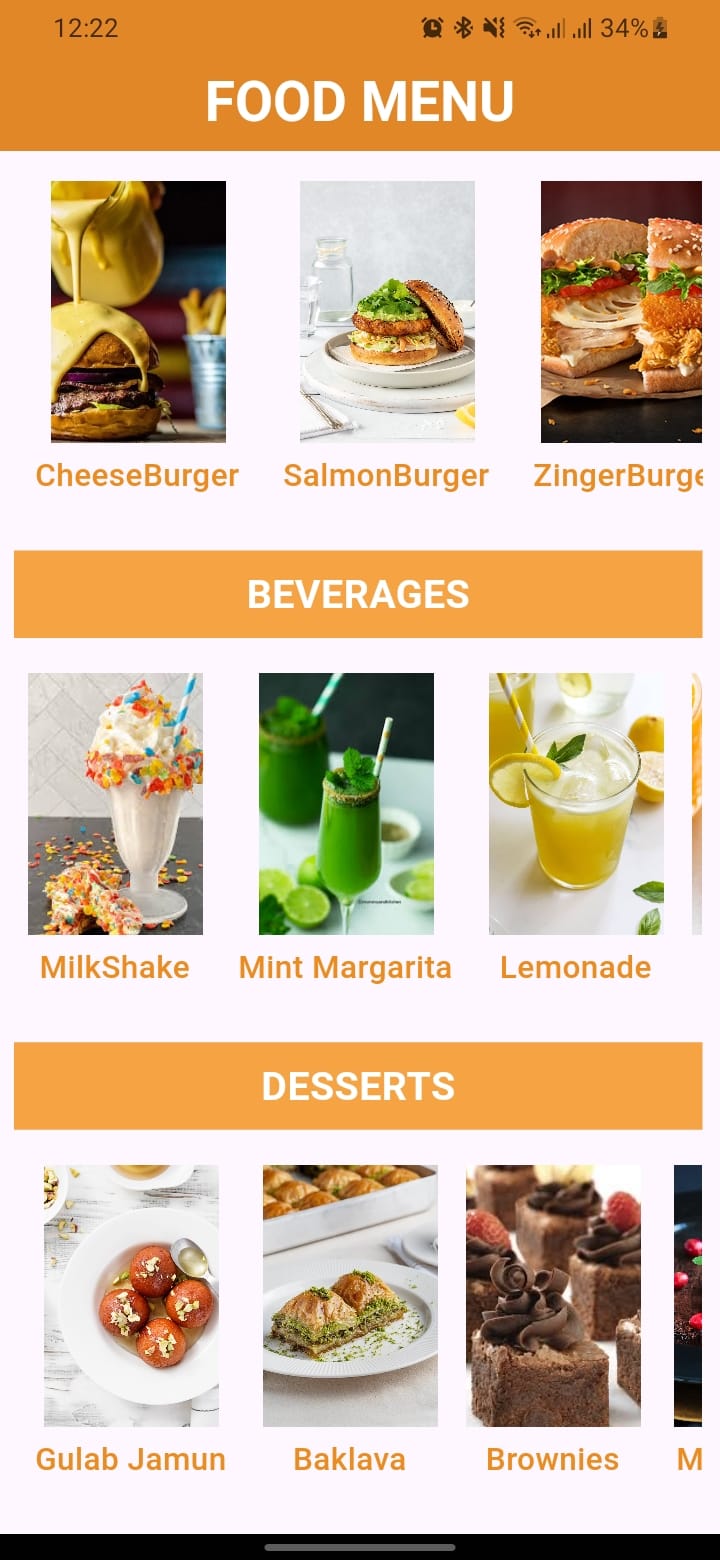 12:22 34%
FOOD MENU
CheeseBurger SalmonBurger ZingerBurge
BEVERAGES
MilkShake Mint Margarita Lemonade
DESSERTS
Gulab Jamun Baklava Brownies M